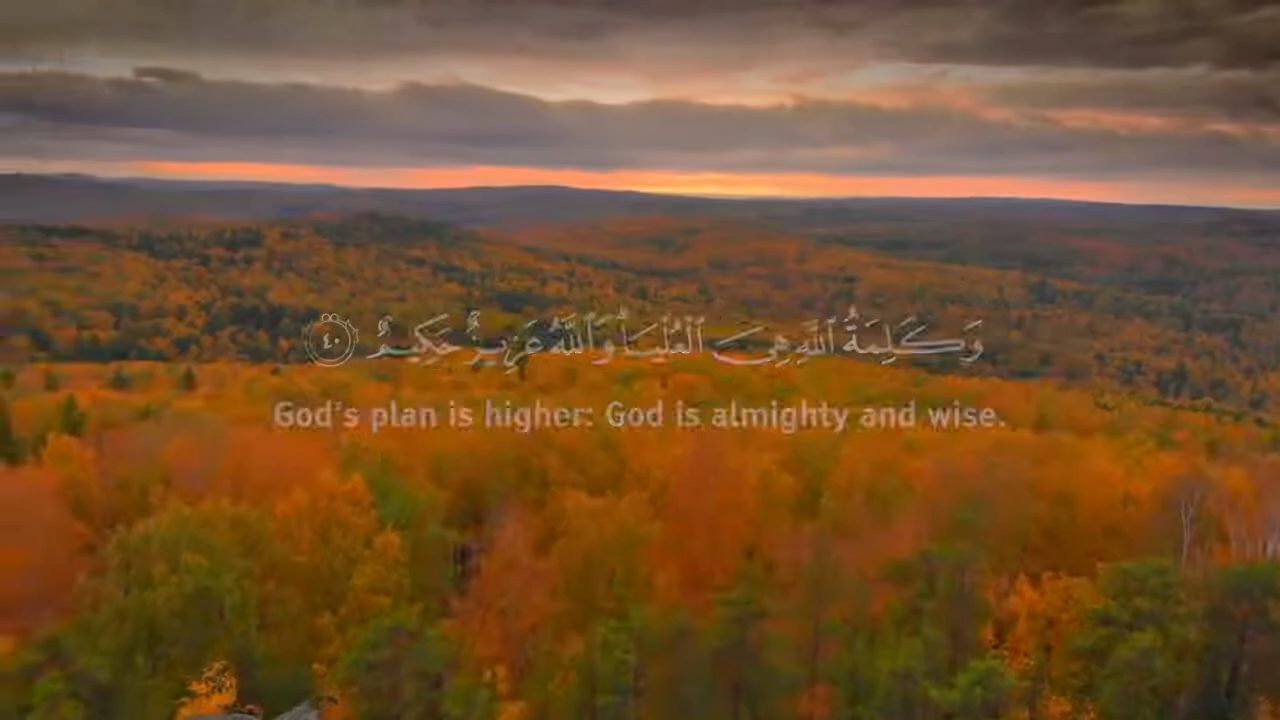 وَكَلِمَةُ ٱللَّهِ هِىَ ٱلْعُلْيَا ۗ وَٱللَّهُ عَزِيزٌ حَكِيمٌ ٤٠
God's plan is higher: God is almighty and wise.